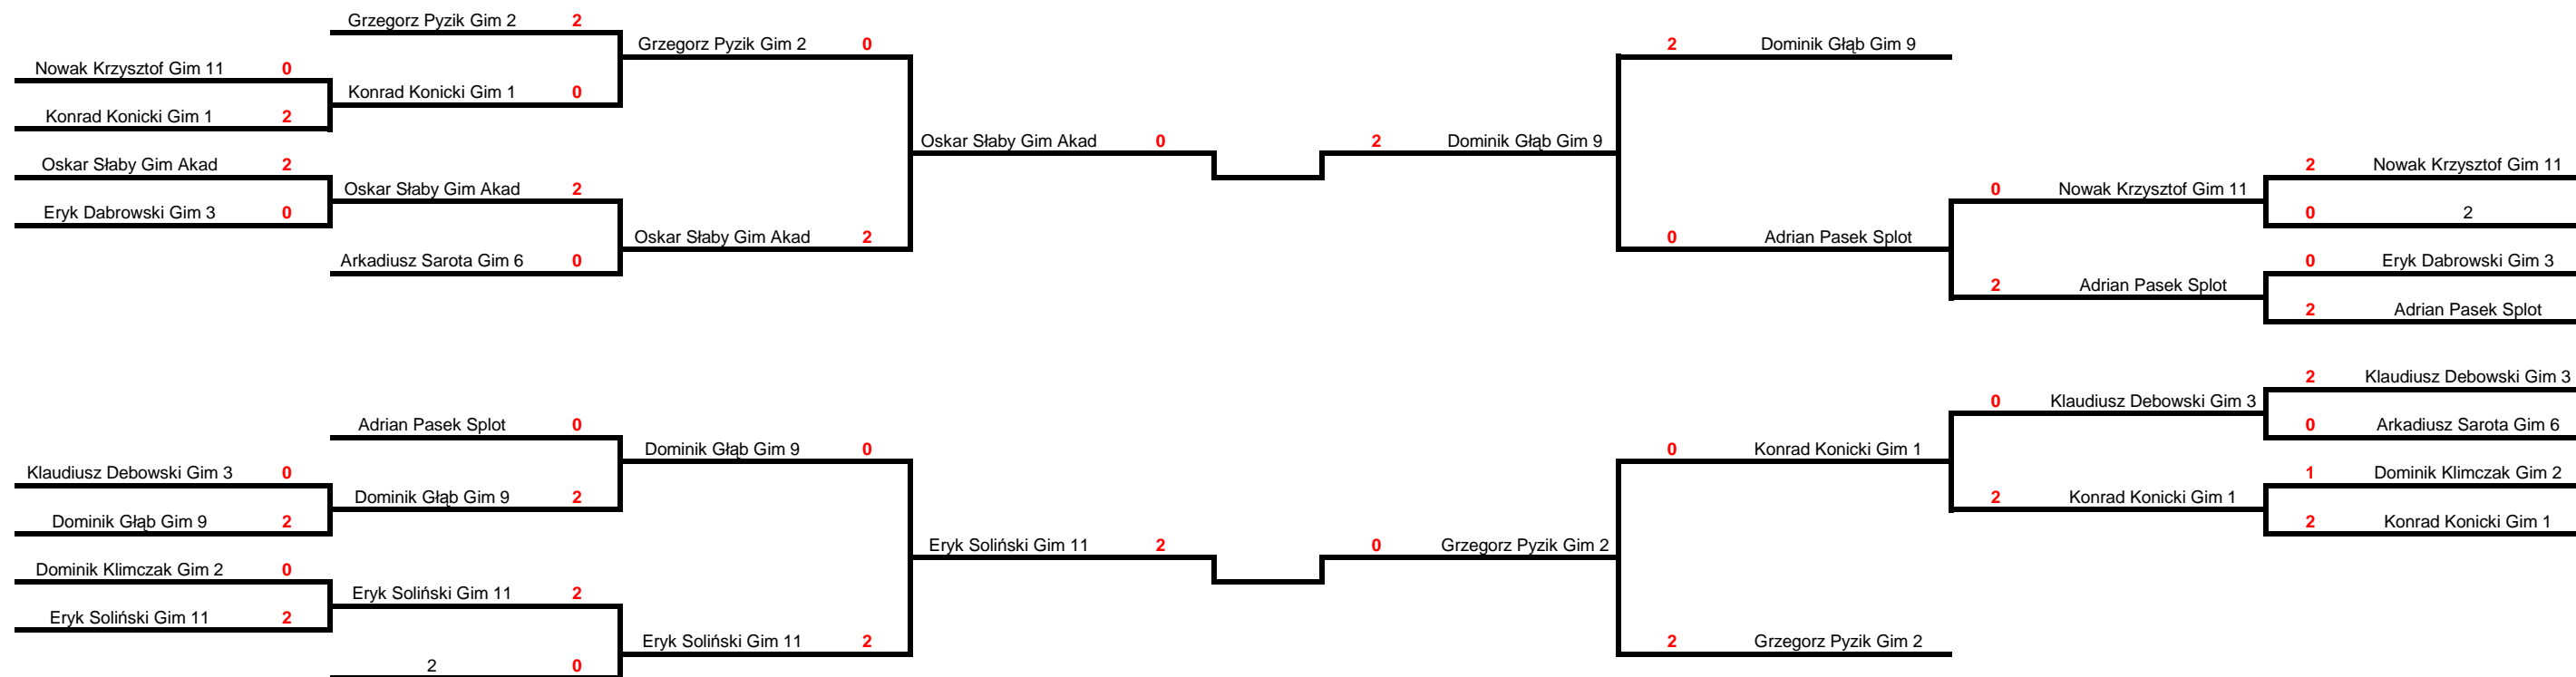 Grzegorz Pyzik Gim 2 2
Grzegorz Pyzik Gim 2 0
2 Dominik Głąb Gim 9
Nowak Krzysztof Gim 11 0
Konrad Konicki Gim 1 0
Konrad Konicki Gim 1 2
Oskar Słaby Gim Akad 0
2 Dominik Głąb Gim 9
Oskar Słaby Gim Akad 2
2 Nowak Krzysztof Gim 11
Oskar Słaby Gim Akad 2
0 Nowak Krzysztof Gim 11
Eryk Dabrowski Gim 3 0
0 2
Oskar Słaby Gim Akad 2
0 Adrian Pasek Splot
Arkadiusz Sarota Gim 6 0
0 Eryk Dabrowski Gim 3
2 Adrian Pasek Splot
2 Adrian Pasek Splot
2 Klaudiusz Debowski Gim 3
0 Klaudiusz Debowski Gim 3
Adrian Pasek Splot 0
0 Arkadiusz Sarota Gim 6
Dominik Głąb Gim 9 0
0 Konrad Konicki Gim 1
Klaudiusz Debowski Gim 3 0
1 Dominik Klimczak Gim 2
Dominik Głąb Gim 9 2
2 Konrad Konicki Gim 1
Dominik Głąb Gim 9 2
2 Konrad Konicki Gim 1
Eryk Soliński Gim 11 2
0 Grzegorz Pyzik Gim 2
Dominik Klimczak Gim 2 0
Eryk Soliński Gim 11 2
Eryk Soliński Gim 11 2
Eryk Soliński Gim 11 2
2 Grzegorz Pyzik Gim 2
2 0